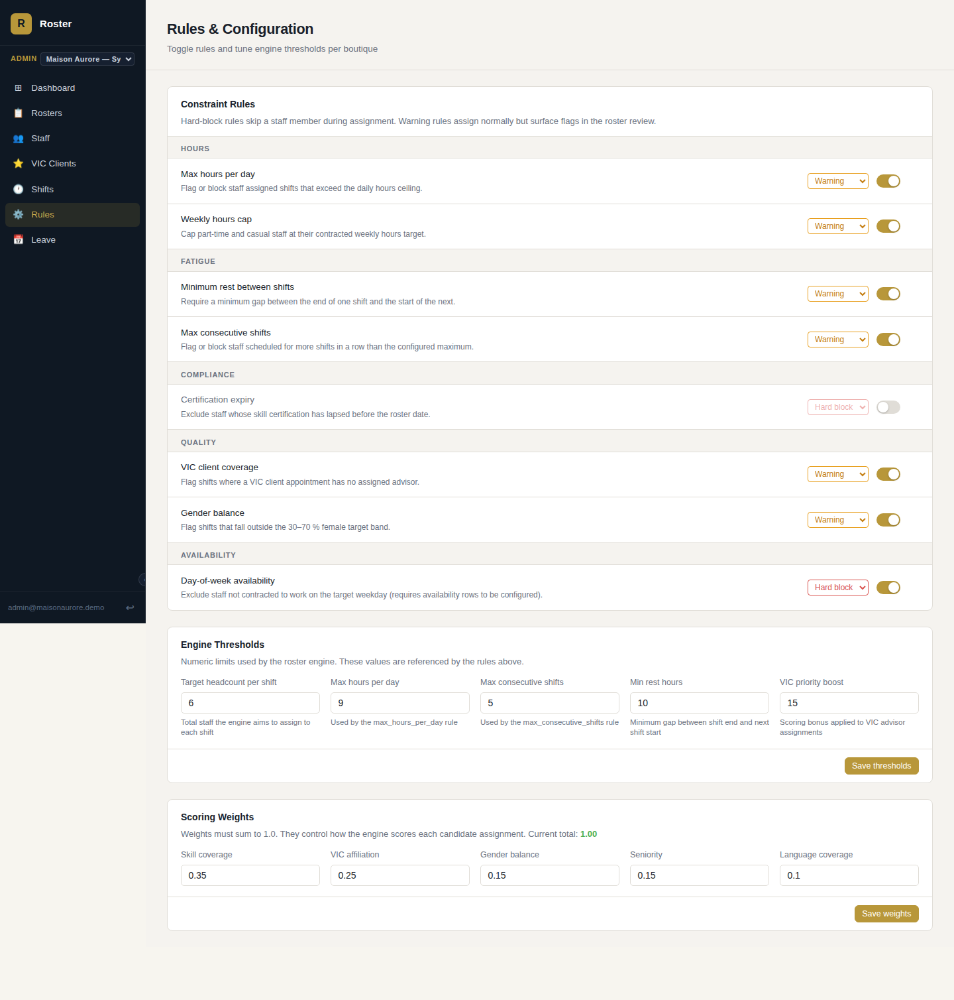 R Roster
ADMIN Maison Aurore — Sy
Dashboard
Rosters
Staff
VIC Clients
Shifts
Rules
Leave
admin@maisonaurore.demo
Rules & Configuration
Toggle rules and tune engine thresholds per boutique
Constraint Rules
Hard-block rules skip a staff member during assignment. Warning rules assign normally but surface flags in the roster review.
HOURS
Max hours per day
Flag or block staff assigned shifts that exceed the daily hours ceiling.
Warning
Weekly hours cap
Cap part-time and casual staff at their contracted weekly hours target.
Warning
FATIGUE
Minimum rest between shifts
Require a minimum gap between the end of one shift and the start of the next.
Warning
Max consecutive shifts
Flag or block staff scheduled for more shifts in a row than the configured maximum.
Warning
COMPLIANCE
Certification expiry
Exclude staff whose skill certification has lapsed before the roster date.
Hard block
QUALITY
VIC client coverage
Flag shifts where a VIC client appointment has no assigned advisor.
Warning
Gender balance
Flag shifts that fall outside the 30–70 % female target band.
Warning
AVAILABILITY
Day-of-week availability
Exclude staff not contracted to work on the target weekday (requires availability rows to be configured).
Hard block
Engine Thresholds
Numeric limits used by the roster engine. These values are referenced by the rules above.
Target headcount per shift
6
Total staff the engine aims to assign to
each shift
Max hours per day
9
Used by the max_hours_per_day rule
Max consecutive shifts
5
Used by the max_consecutive_shifts rule
Min rest hours
10
Minimum gap between shift end and next
shift start
VIC priority boost
15
Scoring bonus applied to VIC advisor
assignments
Save thresholds
Scoring Weights
Weights must sum to 1.0. They control how the engine scores each candidate assignment. Current total: 1.00
Skill coverage
0.35
VIC affiliation
0.25
Gender balance
0.15
Seniority
0.15
Language coverage
0.1
Save weights